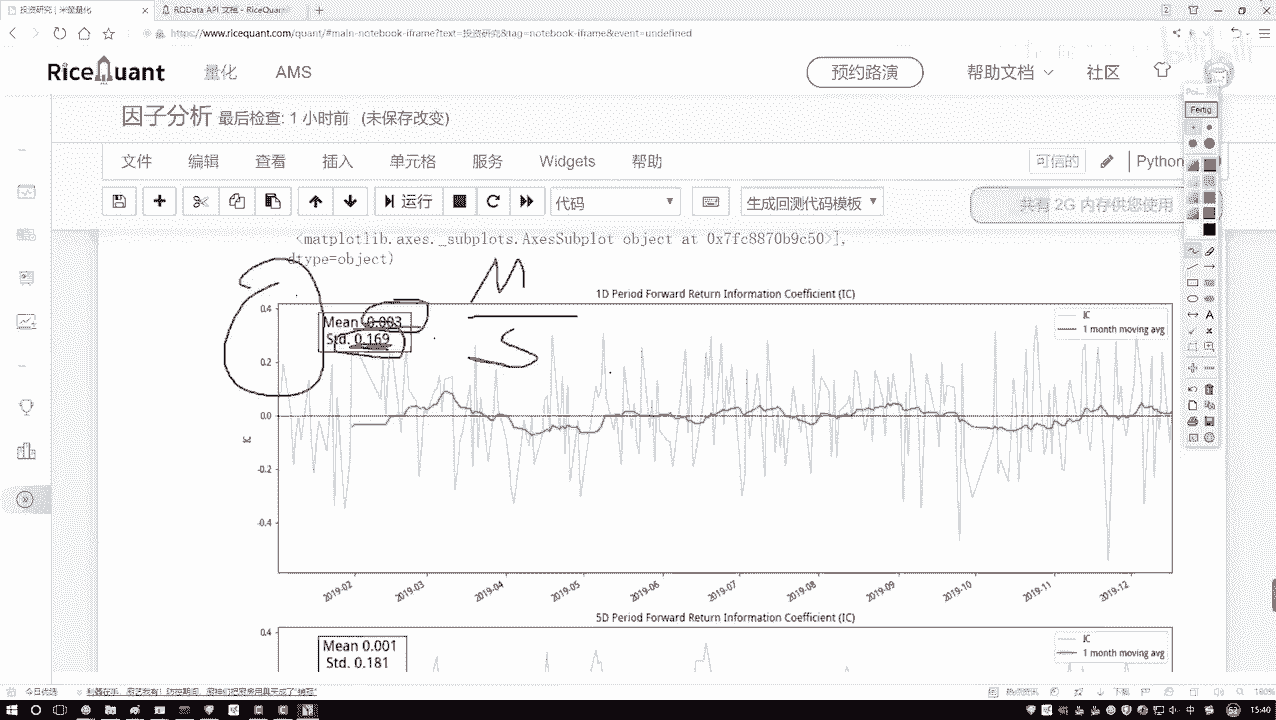 投资研究 | 米筐量化
RQData API 文档 - RiceQuant
https://www.ricequant.com/quant/#main-notebook-iframe?text=投资研究&tag=notebook-iframe&event=undefined
RiceQuant 量化 AMS 预约路演 帮助文档 社区
因子分析 最后检查: 1 小时前 (未保存改变)
文件 编辑 查看 插入 单元格 服务 Widgets 帮助 可信的 Python
Fertig
运行 代码 生成回测代码模板 共有 2G 内存供您使用
<matplotlib.axes._subplots.AxesSubplot object at 0x7fc8870b9c50>],
dtype=object)
M
S
1D Period Forward Return Information Coefficient (IC)
Mean 0.003
Std. 0.169
IC
1 month moving avg
0.4
0.2
0.0
-0.2
-0.4
IC
2019-02 2019-03 2019-04 2019-05 2019-06 2019-07 2019-08 2019-09 2019-10 2019-11 2019-12
5D Period Forward Return Information Coefficient (IC)
0.4
Mean 0.001
Std. 0.181
IC
1 month moving avg
今日优选
160%
15:40